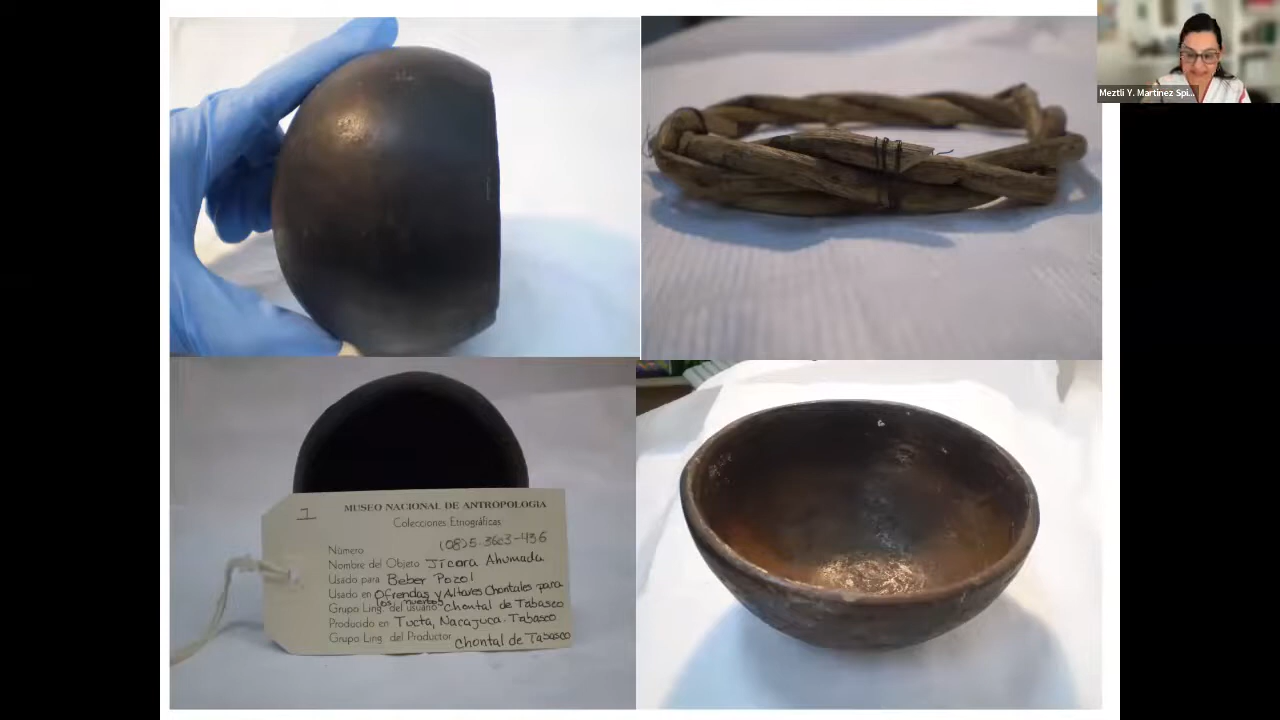 Meztli Y. Martínez Spi...
1
MUSEO NACIONAL DE ANTROPOLOGIA
Colecciones Etnográficas
Número (0825.3603-436
Nombre del Objeto Jícara Ahumada
Usado para Beber Pozol
Usado en Ofrendas y Altares Chontales para
los muertos
Grupo Ling. del usuario Chontal de Tabasco
Producido en Tucta, Nacajuca. Tabasco
Grupo Ling. del Productor Chontal de Tabasco